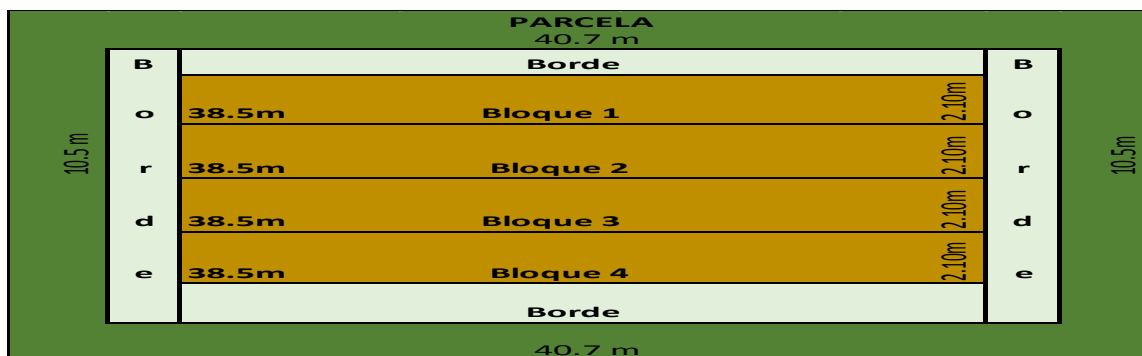 PARCELA
40.7 m
B Borde B
o 38.5m Bloque 1 2.10m o
10.5 m r 38.5m Bloque 2 2.10m r 10.5m
d 38.5m Bloque 3 2.10m d
e 38.5m Bloque 4 2.10m e
Borde
40.7 m